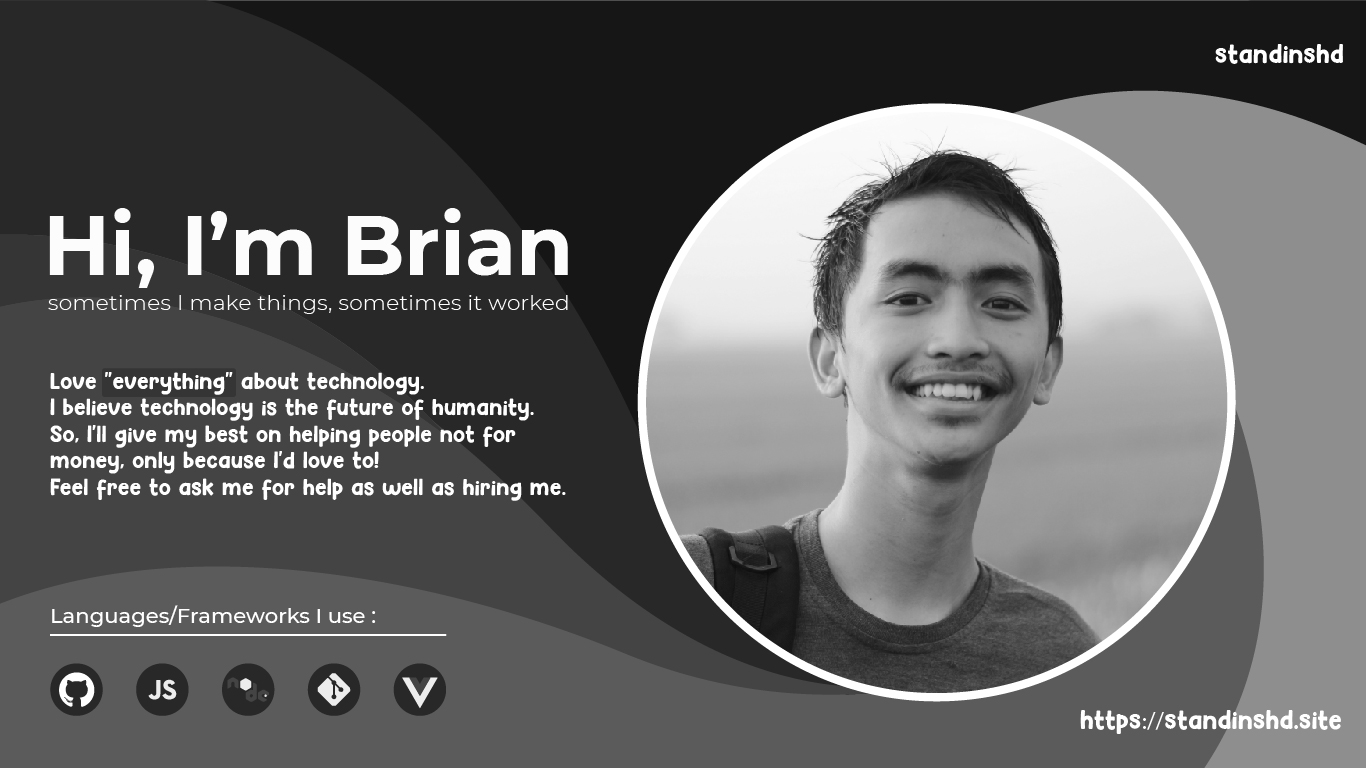 standinshd
Hi, I'm Brian
sometimes I make things, sometimes it worked
Love "everything" about technology.
I believe technology is the future of humanity.
So, I'll give my best on helping people not for
money, only because I'd love to!
Feel free to ask me for help as well as hiring me.
Languages/Frameworks I use :
JS
node
https://standinshd.site